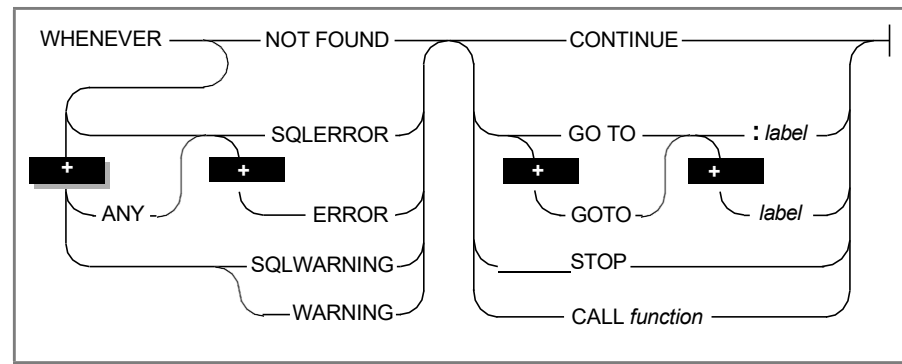 WHENEVER NOT FOUND CONTINUE
SQLERROR GO TO : label
+ + + +
ANY ERROR GOTO label
SQLWARNING STOP
WARNING CALL function